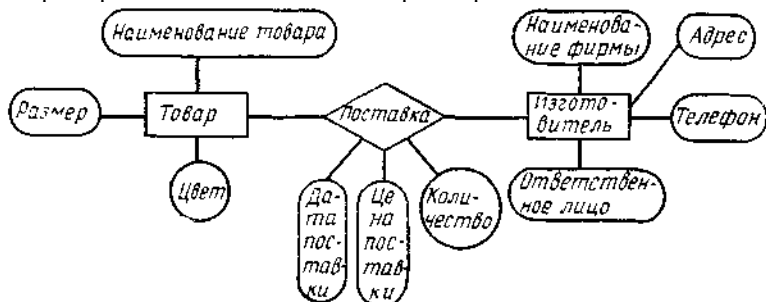 Наименование товара
Наименова-
ние фирмы
Адрес
Размер
Товар
Поставка
Изгото-
витель
Телефон
Цвет
Да-
та
пос-
тав-
ки
Це
на
пос-
тав-
ки
Коли-
чество
Ответствен-
ное лицо